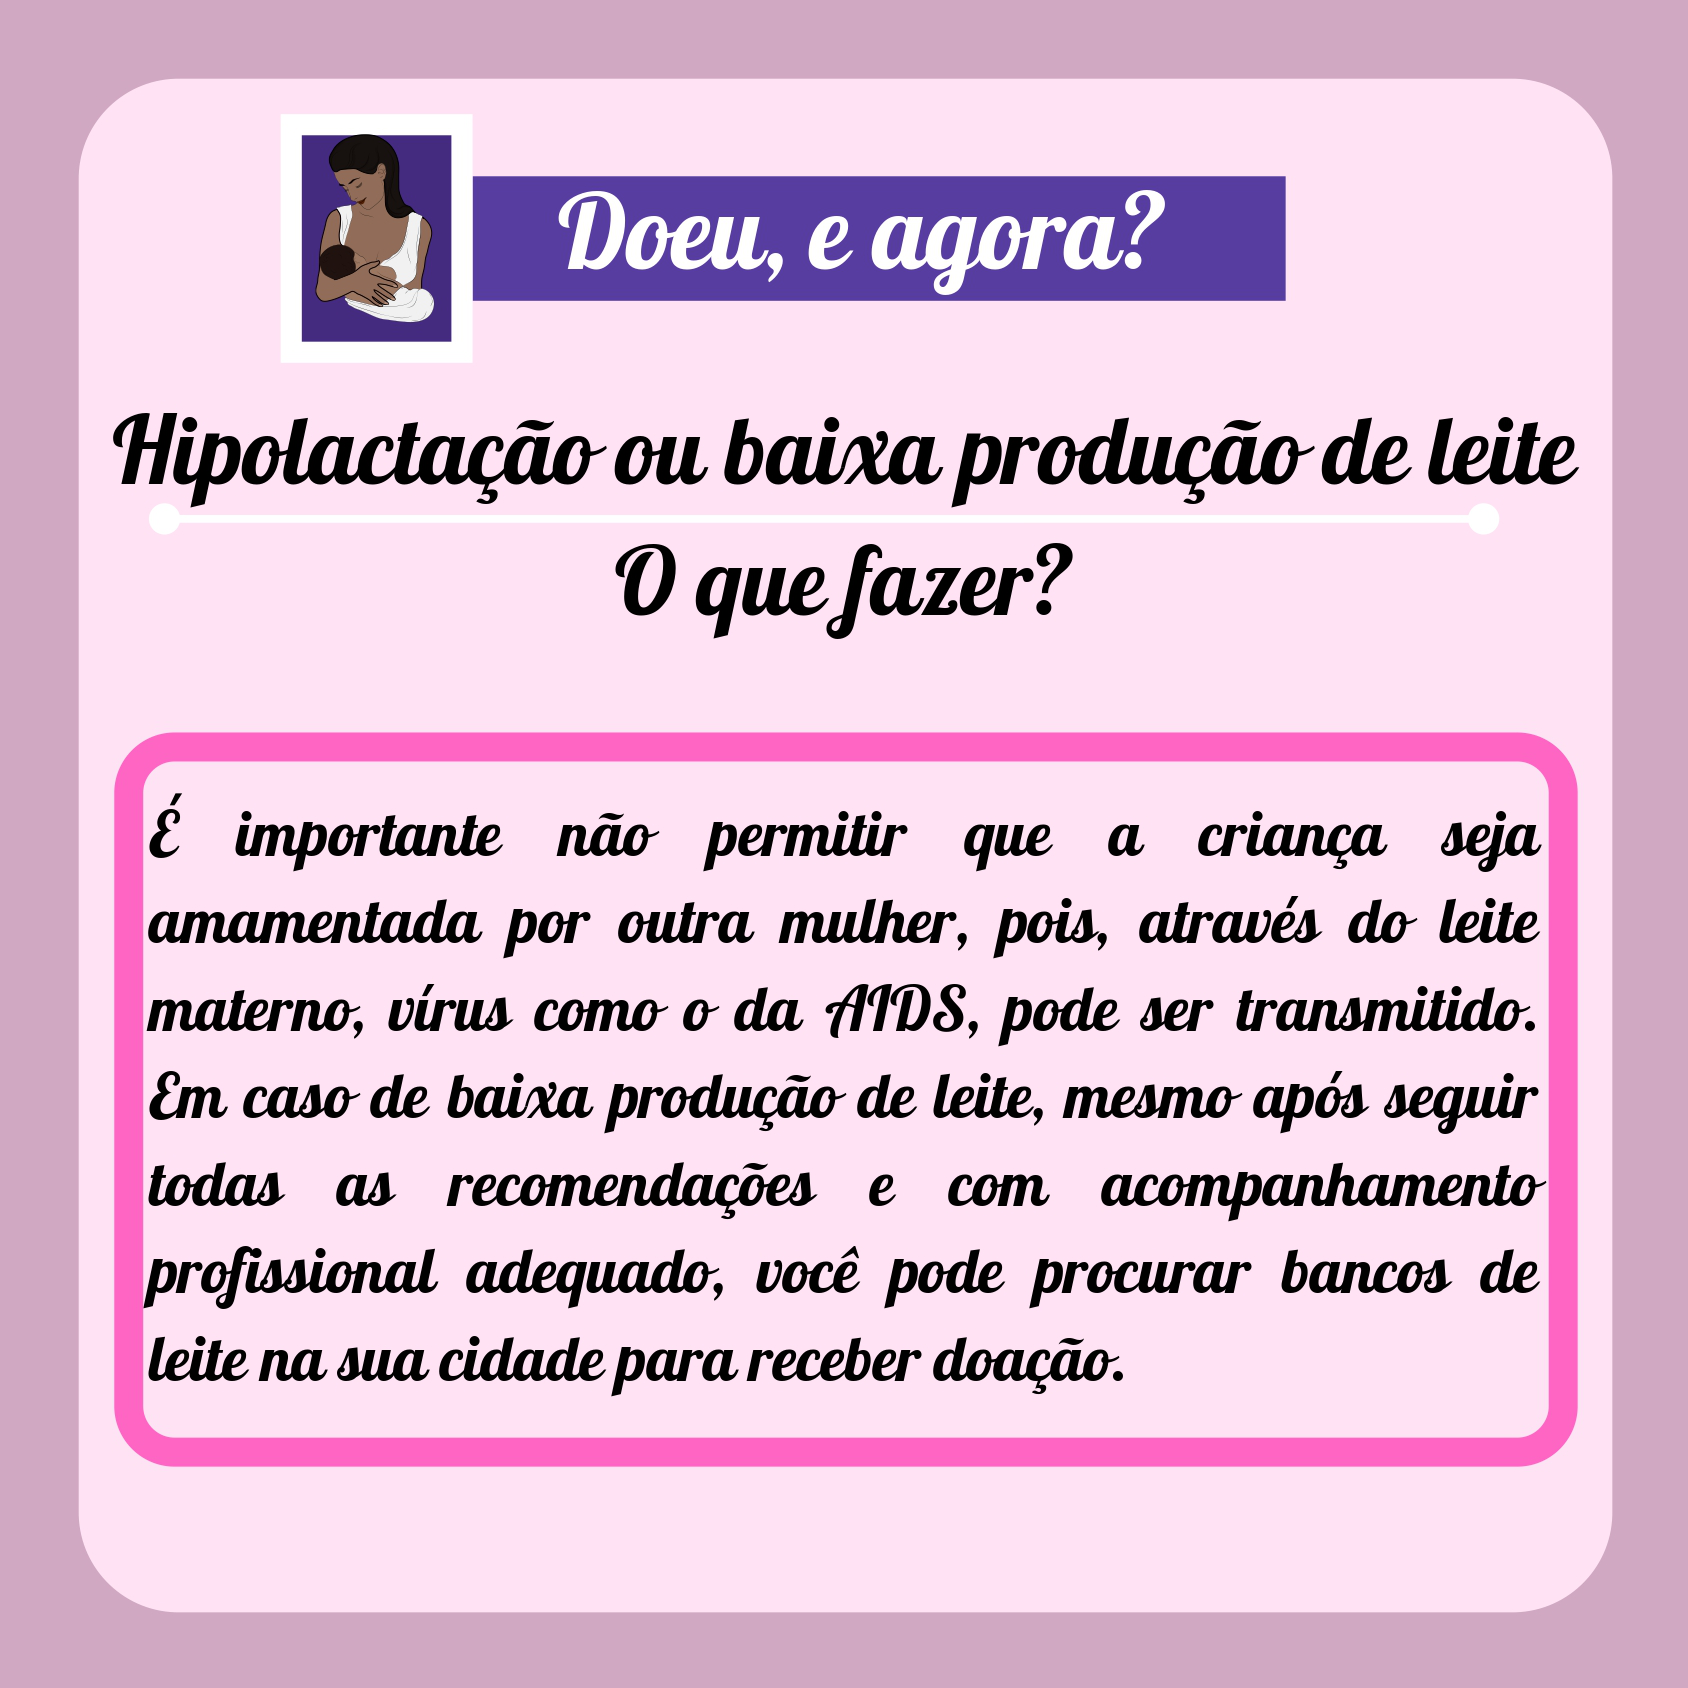 Doeu, e agora?
Hipolactação ou baixa produção de leite
O que fazer?
É importante não permitir que a criança seja
amamentada por outra mulher, pois, através do leite
materno, vírus como o da AIDS, pode ser transmitido.
Em caso de baixa produção de leite, mesmo após seguir
todas as recomendações e com acompanhamento
profissional adequado, você pode procurar bancos de
leite na sua cidade para receber doação.